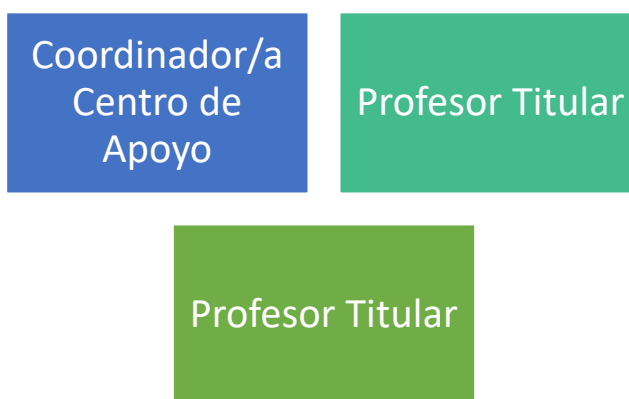 Coordinador/a
Centro de
Apoyo
Profesor Titular
Profesor Titular